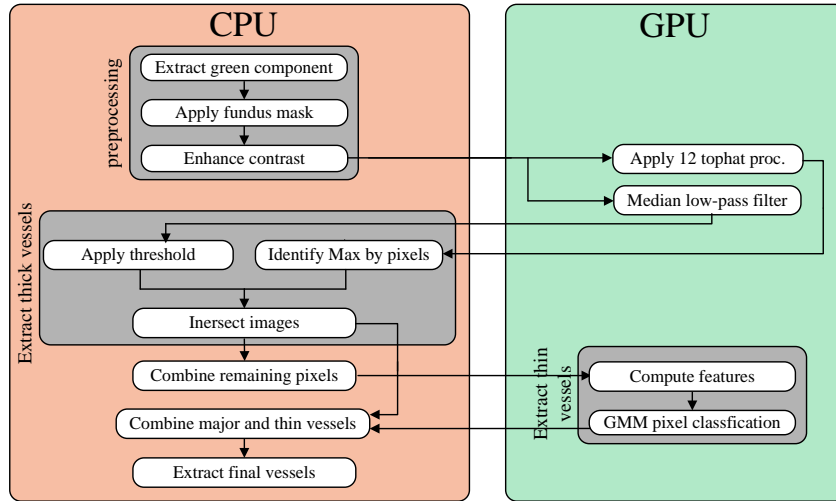 CPU
GPU
preprocessing
Extract green component
Apply fundus mask
Enhance contrast
Apply 12 tophat proc.
Median low-pass filter
Extract thick vessels
Apply threshold
Identify Max by pixels
Inersect images
Combine remaining pixels
Extract thin
vessels
Compute features
GMM pixel classfication
Combine major and thin vessels
Extract final vessels